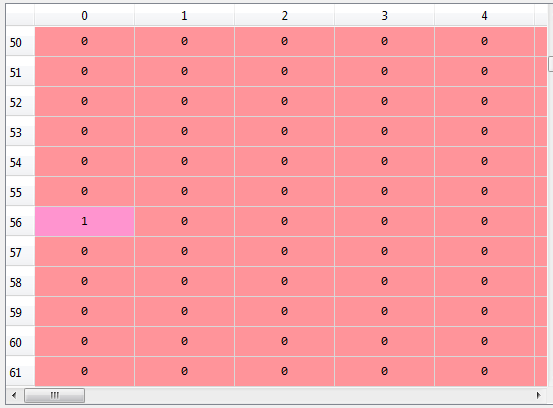 0 1 2 3 4
50 0 0 0 0 0
51 0 0 0 0 0
52 0 0 0 0 0
53 0 0 0 0 0
54 0 0 0 0 0
55 0 0 0 0 0
56 1 0 0 0 0
57 0 0 0 0 0
58 0 0 0 0 0
59 0 0 0 0 0
60 0 0 0 0 0
61 0 0 0 0 0